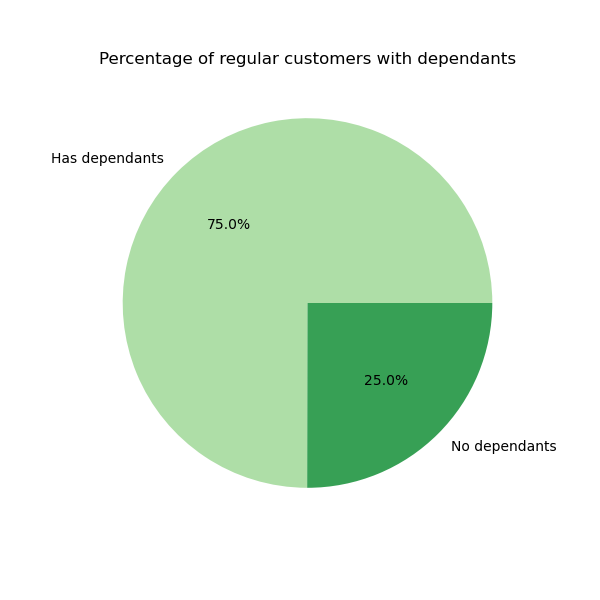 Percentage of regular customers with dependants
Has dependants
75.0%
25.0%
No dependants